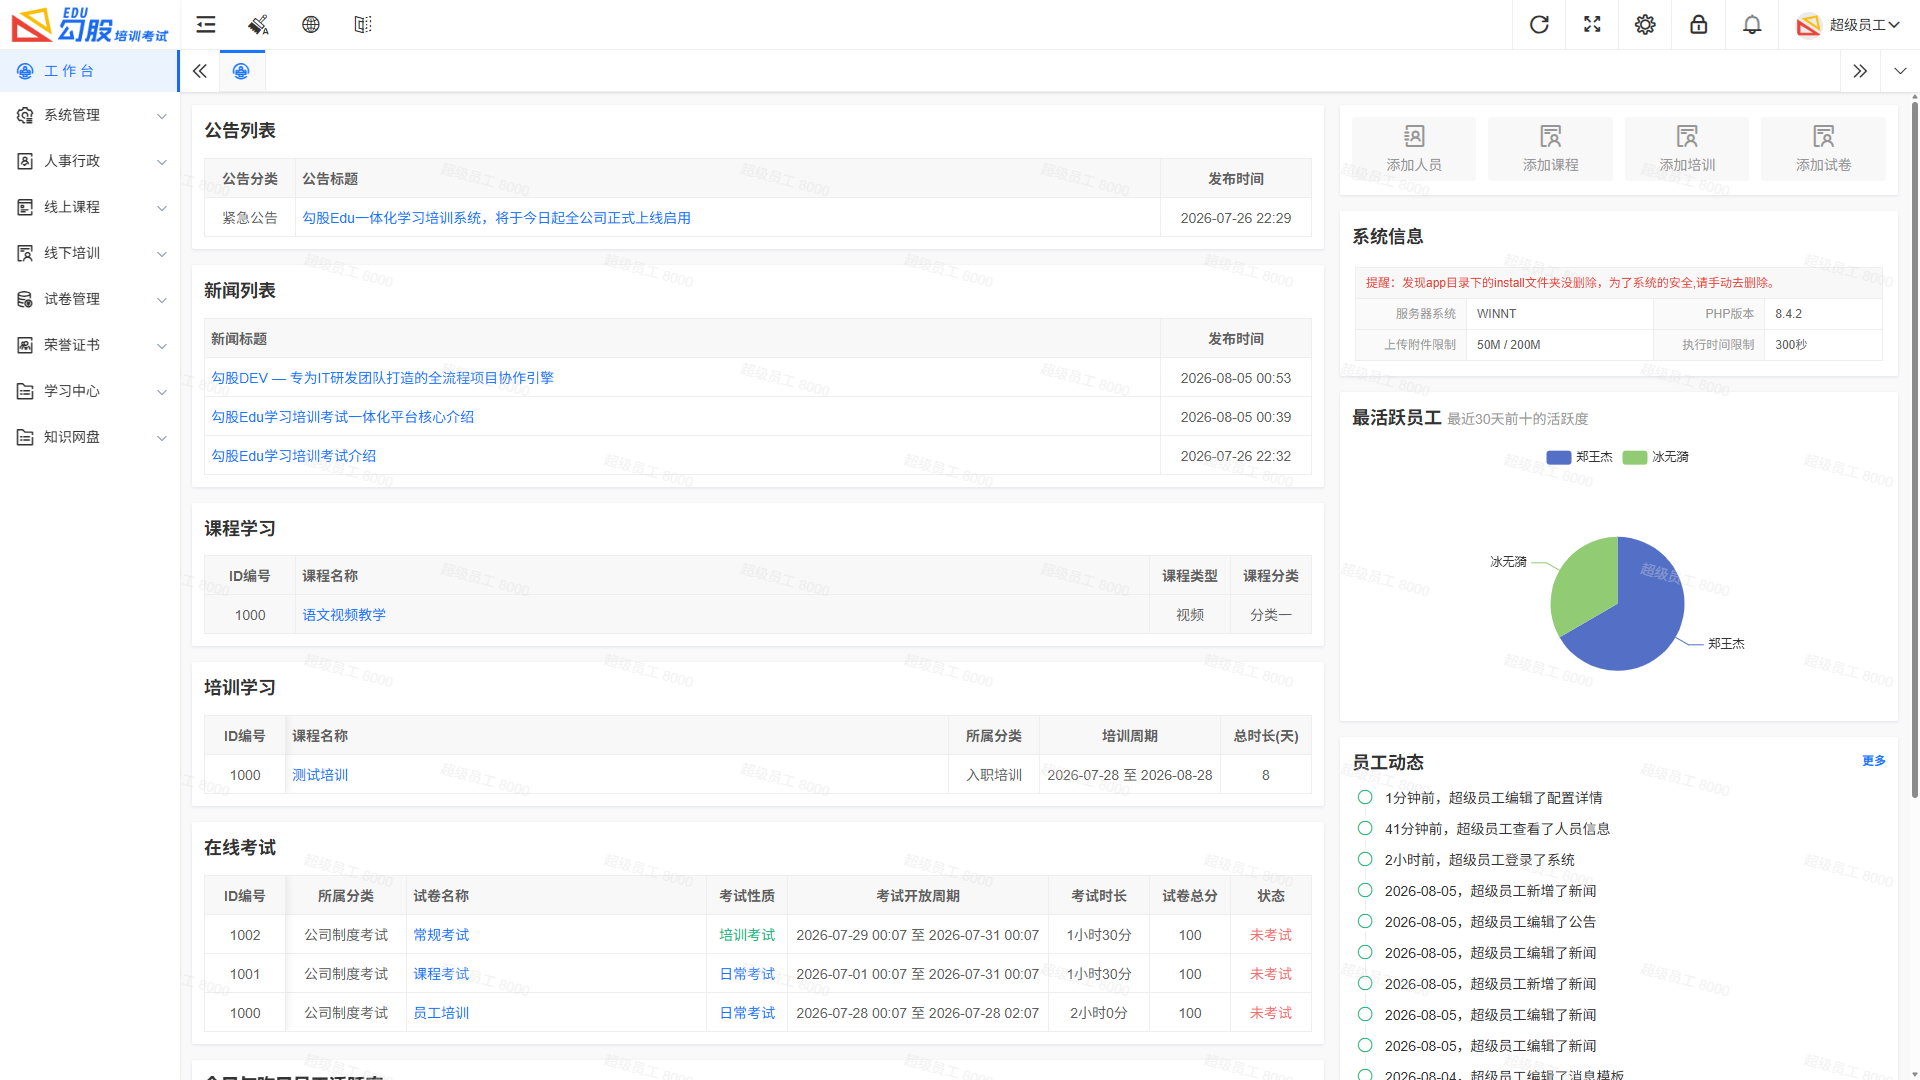 EDU
勾股培训考试
超级员工
工作台
系统管理
人事行政
线上课程
线下培训
试卷管理
荣誉证书
学习中心
知识网盘
公告列表
公告分类 公告标题 发布时间
紧急公告 勾股Edu一体化学习培训系统，将于今日起全公司正式上线启用 2026-07-26 22:29
新闻列表
新闻标题 发布时间
勾股DEV — 专为IT研发团队打造的全流程项目协作引擎 2026-08-05 00:53
勾股Edu学习培训考试一体化平台核心介绍 2026-08-05 00:39
勾股Edu学习培训考试介绍 2026-07-26 22:32
课程学习
ID编号 课程名称 课程类型 课程分类
1000 语文视频教学 视频 分类一
培训学习
ID编号 课程名称 所属分类 培训周期 总时长(天)
1000 测试培训 入职培训 2026-07-28 至 2026-08-28 8
在线考试
ID编号 所属分类 试卷名称 考试性质 考试开放周期 考试时长 试卷总分 状态
1002 公司制度考试 常规考试 培训考试 2026-07-29 00:07 至 2026-07-31 00:07 1小时30分 100 未考试
1001 公司制度考试 课程考试 日常考试 2026-07-01 00:07 至 2026-07-31 00:07 1小时30分 100 未考试
1000 公司制度考试 员工培训 日常考试 2026-07-28 00:07 至 2026-07-28 02:07 2小时0分 100 未考试
添加人员 添加课程 添加培训 添加试卷
系统信息
提醒：发现app目录下的install文件夹没删除，为了系统的安全,请手动去删除。
服务器系统 WINNT PHP版本 8.4.2
上传附件限制 50M / 200M 执行时间限制 300秒
最活跃员工 最近30天前十的活跃度
郑王杰 冰无漪
冰无漪
郑王杰
员工动态 更多
1分钟前，超级员工编辑了配置详情
41分钟前，超级员工查看了人员信息
2小时前，超级员工登录了系统
2026-08-05，超级员工新增了新闻
2026-08-05，超级员工编辑了公告
2026-08-05，超级员工编辑了新闻
2026-08-05，超级员工新增了新闻
2026-08-05，超级员工编辑了新闻
2026-08-05，超级员工编辑了新闻
2026-08-04，超级员工编辑了消息模板
超级员工 8000